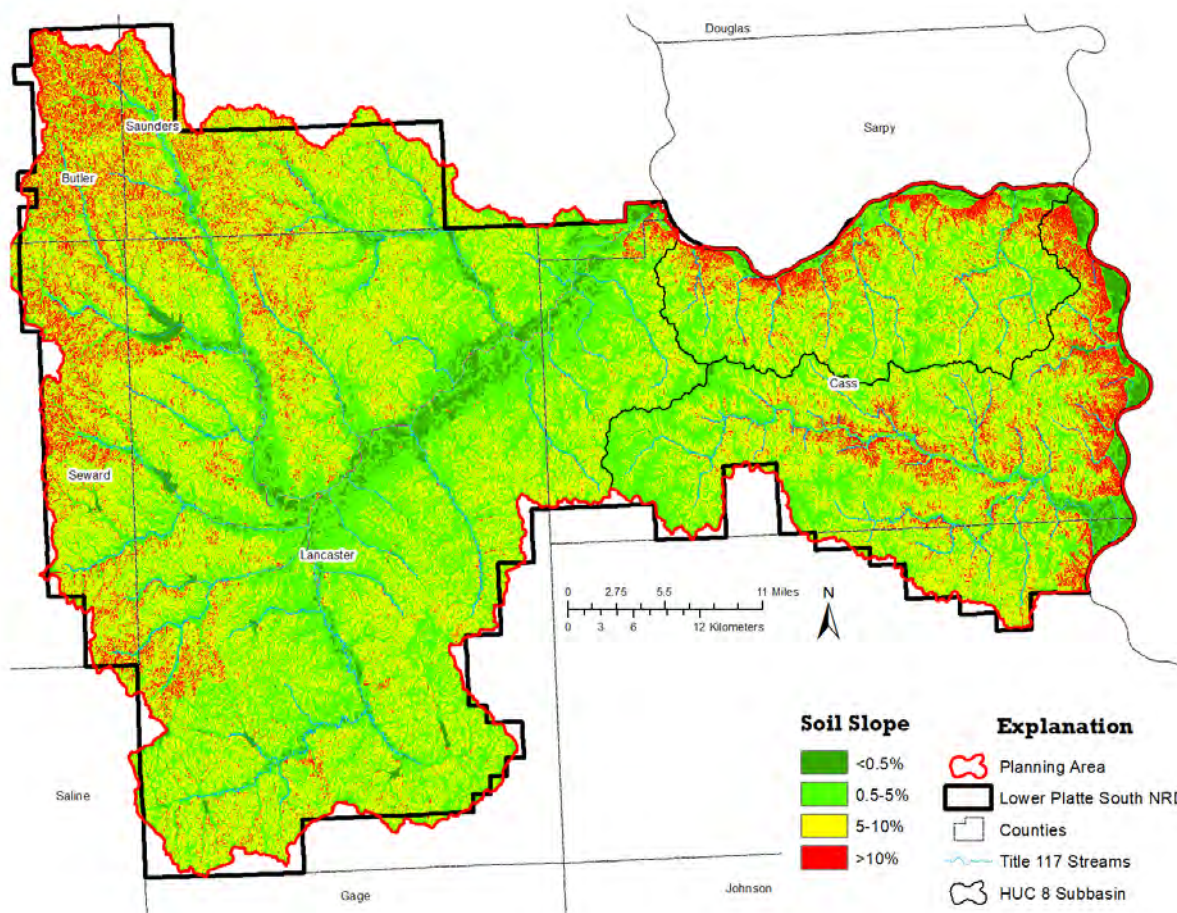 Douglas
Sarpy
Saunders
Butler
Cass
Seward
Lancaster
0 2.75 5.5 11 Miles
0 3 6 12 Kilometers
N
Saline
Gage
Johnson
Soil Slope
<0.5%
0.5-5%
5-10%
>10%
Explanation
Planning Area
Lower Platte South NRD
Counties
Title 117 Streams
HUC 8 Subbasin